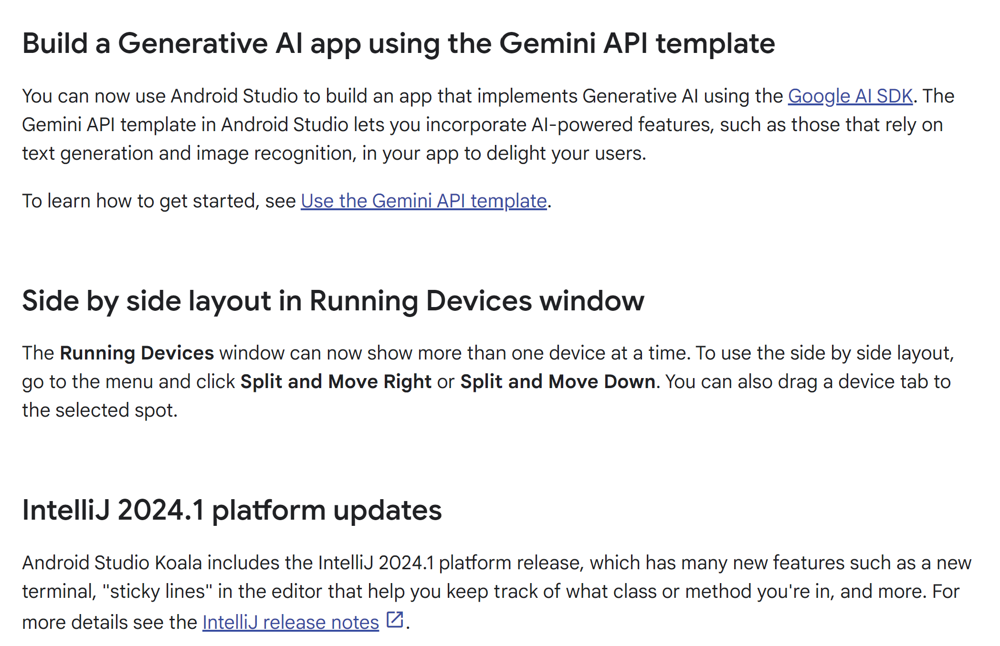 Build a Generative AI app using the Gemini API template
You can now use Android Studio to build an app that implements Generative AI using the Google AI SDK. The
Gemini API template in Android Studio lets you incorporate AI-powered features, such as those that rely on
text generation and image recognition, in your app to delight your users.
To learn how to get started, see Use the Gemini API template.
Side by side layout in Running Devices window
The Running Devices window can now show more than one device at a time. To use the side by side layout,
go to the menu and click Split and Move Right or Split and Move Down. You can also drag a device tab to
the selected spot.
IntelliJ 2024.1 platform updates
Android Studio Koala includes the IntelliJ 2024.1 platform release, which has many new features such as a new
terminal, "sticky lines" in the editor that help you keep track of what class or method you're in, and more. For
more details see the IntelliJ release notes.